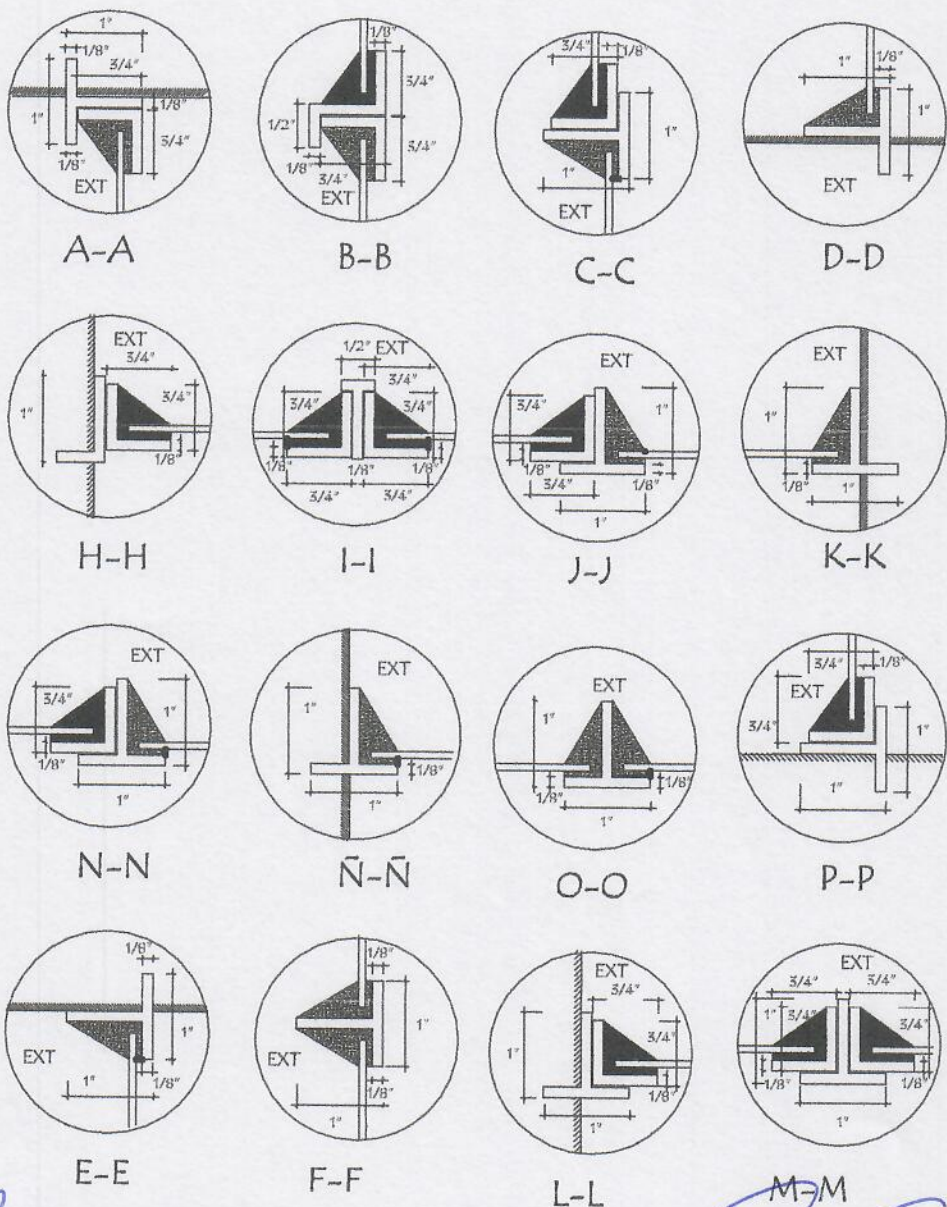 1"
1/8"
3/4"
1"
1/8"
3/4"
1/8"
EXT
A-A
1/8"
3/4"
1/2"
3/4"
1/8"
3/4"
EXT
B-B
3/4"
1/8"
1"
1"
EXT
C-C
1/8"
1"
1"
EXT
D-D
EXT
3/4"
1"
3/4"
1/8"
H-H
1/2"
EXT
3/4"
3/4"
3/4"
1/8"
1/8"
1/8"
3/4"
3/4"
I-I
EXT
3/4"
1"
1/8"
1/8"
3/4"
1"
J-J
EXT
1"
1/8"
1"
K-K
EXT
3/4"
1"
1/8"
1"
N-N
EXT
1"
1/8"
1"
Ñ-Ñ
EXT
1"
1/8"
1/8"
1"
O-O
3/4"
1/8"
EXT
3/4"
1"
1"
P-P
1/8"
1"
EXT
1"
1/8"
E-E
1/8"
1"
EXT
1"
1/8"
F-F
EXT
3/4"
1"
3/4"
1/8"
1"
L-L
EXT
3/4"
3/4"
1"
3/4"
3/4"
1/8"
1/8"
1"
M-M